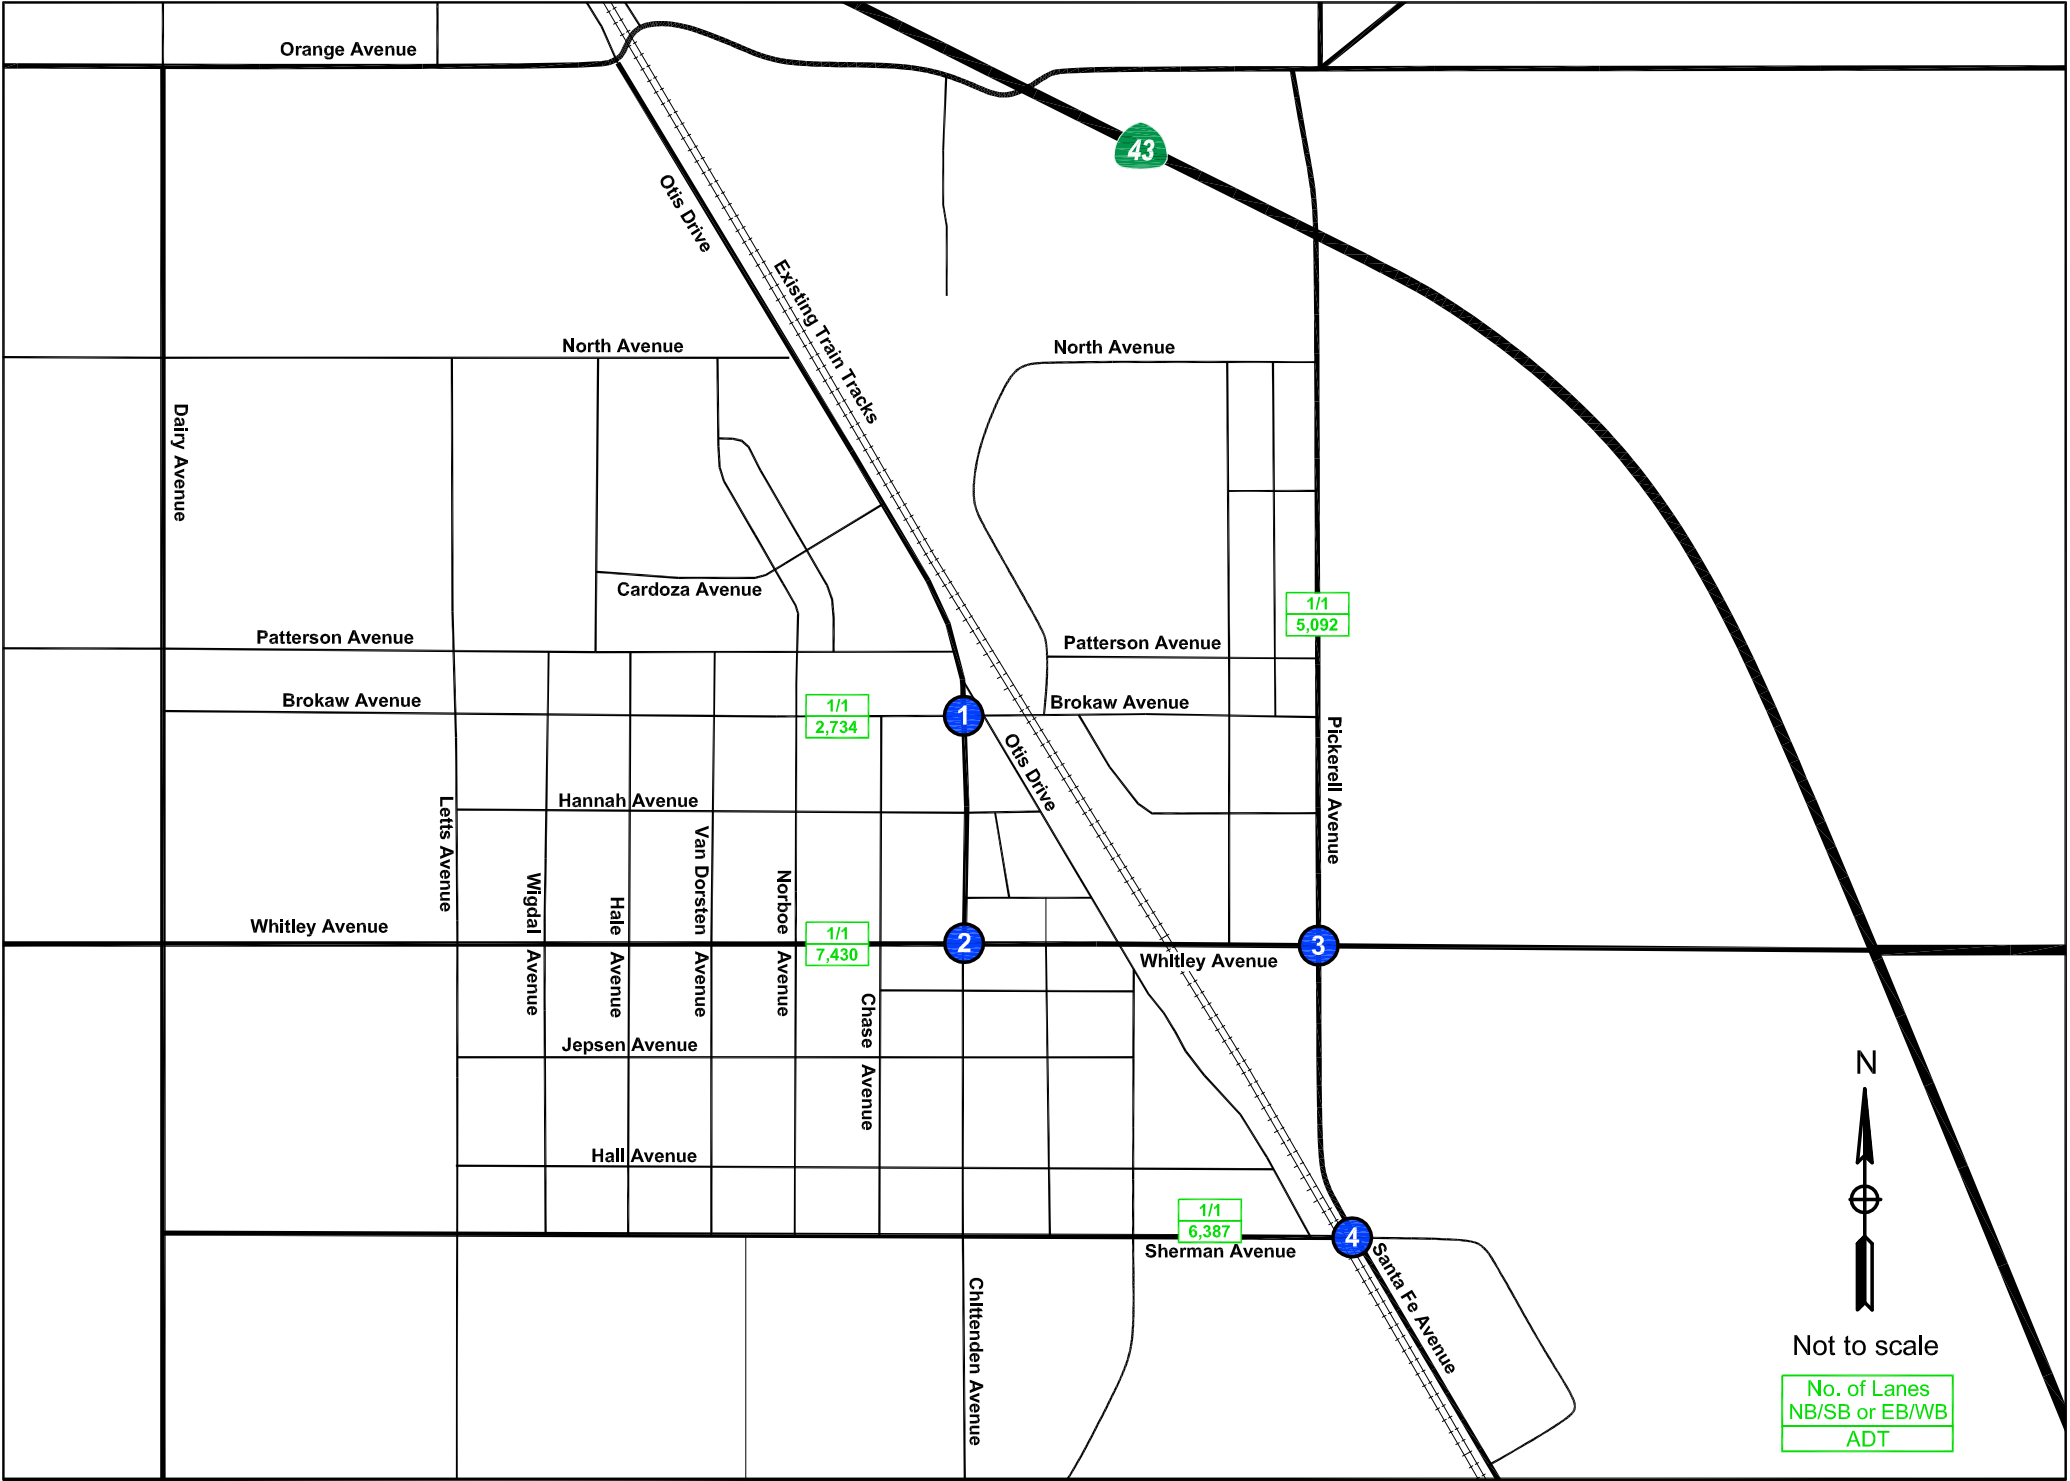 Orange Avenue
43
Otis Drive
Existing Train Tracks
North Avenue
North Avenue
Dairy Avenue
Cardoza Avenue
1/1
5,092
Patterson Avenue
Patterson Avenue
Brokaw Avenue
1/1
2,734
1
Brokaw Avenue
Otis Drive
Pickerell Avenue
Hannah Avenue
Letts Avenue
Van Dorsten Avenue
Wigdal Avenue
Hale Avenue
Norboe Avenue
Whitley Avenue
1/1
7,430
2
3
Whitley Avenue
Chase Avenue
Jepsen Avenue
N
Hall Avenue
1/1
6,387
4
Sherman Avenue
Santa Fe Avenue
Chittenden Avenue
Not to scale
No. of Lanes
NB/SB or EB/WB
ADT